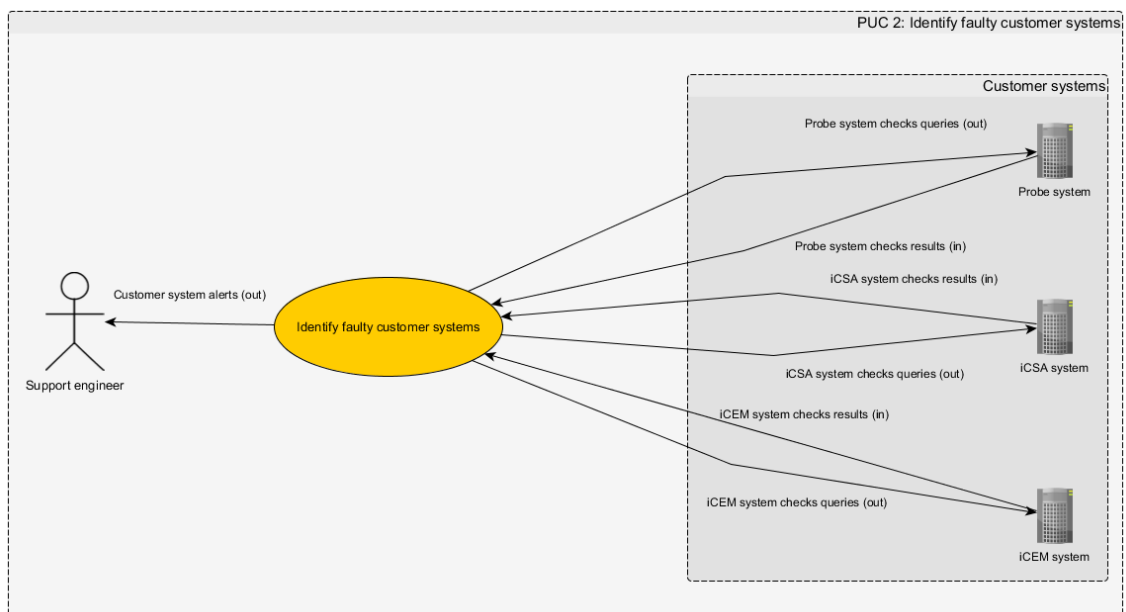 PUC 2: Identify faulty customer systems
Customer systems
Probe system checks queries (out)
Probe system
Probe system checks results (in)
iCSA system checks results (in)
Customer system alerts (out)
Identify faulty customer systems
Support engineer
iCSA system
iCSA system checks queries (out)
iCEM system checks results (in)
iCEM system checks queries (out)
iCEM system